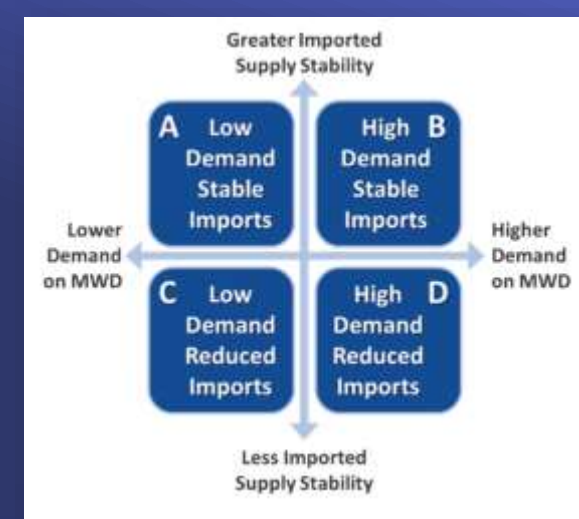 Greater Imported
Supply Stability
A Low
Demand
Stable
Imports
High B
Demand
Stable
Imports
Lower
Demand
on MWD
Higher
Demand
on MWD
C Low
Demand
Reduced
Imports
High D
Demand
Reduced
Imports
Less Imported
Supply Stability